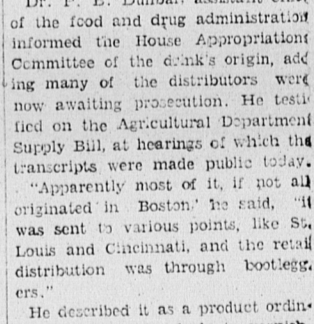 Dr. P. B. Dunbar, assistant
of the food and drug administration
informed the House Appropriations
Committee of the drink's origin, add
ing many of the distributors were
now awaiting prosecution. He testi
fied on the Agricultural Department
Supply Bill, at hearings of which the
transcripts were made public today.
"Apparently most of it, if not all
originated in Boston' he said, "it
was sent to various points, like St.
Louis and Cincinnati, and the retail
distribution was through bootlegg.
ers."
He described it as a product ordin-